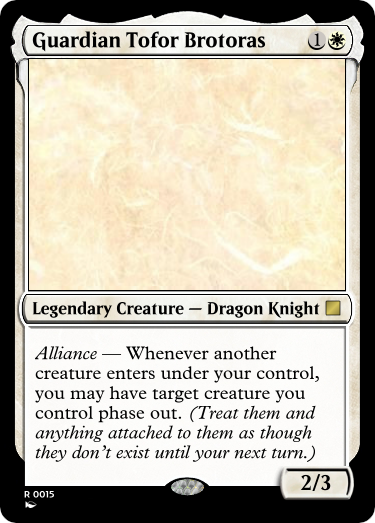 Guardian Tofor Brotoras 1
Legendary Creature — Dragon Knight
Alliance — Whenever another
creature enters under your control,
you may have target creature you
control phase out. (Treat them and
anything attached to them as though
they don't exist until your next turn.)
2/3
R 0015